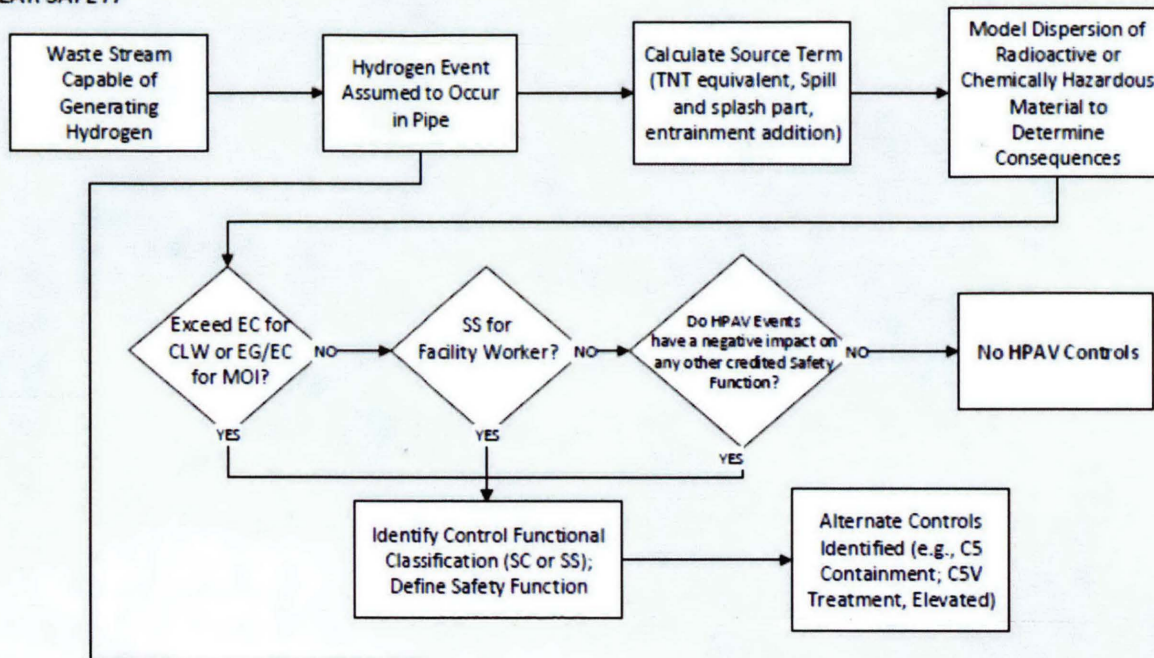 Waste Stream
Capable of
Generating
Hydrogen
Hydrogen Event
Assumed to Occur
in Pipe
Calculate Source Term
(TNT equivalent, Spill
and splash part,
entrainment addition)
Model Dispersion of
Radioactive or
Chemically Hazardous
Material to
Determine
Consequences
Exceed EC for
CLW or EG/EC
for MOI?
NO
YES
SS for
Facility Worker?
NO
YES
Do HPAV Events
have a negative impact on
any other credited Safety
Function?
NO
YES
No HPAV Controls
Identify Control Functional
Classification (SC or SS);
Define Safety Function
Alternate Controls
Identified (e.g., C5
Containment; C5V
Treatment, Elevated)